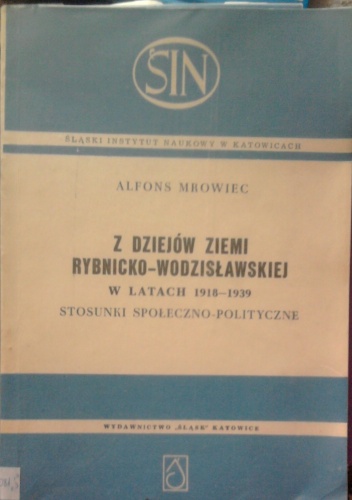 ŚIN
ŚLĄSKI INSTYTUT NAUKOWY W KATOWICACH
ALFONS MROWIEC
Z DZIEJÓW ZIEMI
RYBNICKO-WODZISŁAWSKIEJ
W LATACH 1918—1939
STOSUNKI SPOŁECZNO-POLITYCZNE
WYDAWNICTWO „ŚLĄSK" KATOWICE